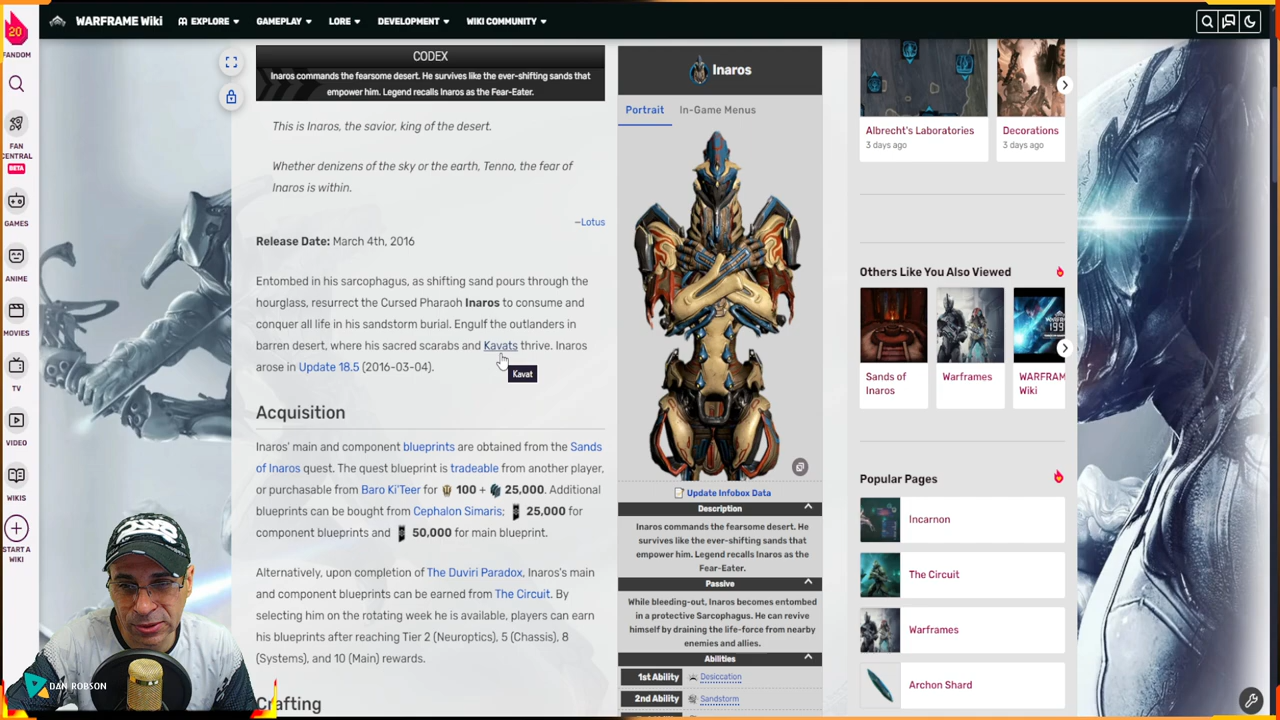 20
FANDOM
FAN
CENTRAL
BETA
GAMES
ANIME
MOVIES
TV
VIDEO
WIKIS
START A
WIKI
WARFRAME WIKI
EXPLORE
GAMEPLAY
LORE
DEVELOPMENT
WIKI COMMUNITY
CODEX
Inaros commands the fearsome desert. He survives like the ever-shifting sands that
empower him. Legend recalls Inaros as the Fear-Eater.
This is Inaros, the savior, king of the desert.
Whether denizens of the sky or the earth, Tenno, the fear of
Inaros is within.
–Lotus
Release Date: March 4th, 2016
Entombed in his sarcophagus, as shifting sand pours through the
hourglass, resurrect the Cursed Pharaoh Inaros to consume and
conquer all life in his sandstorm burial. Engulf the outlanders in
barren desert, where his sacred scarabs and Kavats thrive. Inaros
arose in Update 18.5 (2016-03-04).
Kavat
Acquisition
Inaros' main and component blueprints are obtained from the Sands
of Inaros quest. The quest blueprint is tradeable from another player,
or purchasable from Baro Ki'Teer for 100 + 25,000. Additional
blueprints can be bought from Cephalon Simaris; 25,000 for
component blueprints and 50,000 for main blueprint.
Alternatively, upon completion of The Duviri Paradox, Inaros's main
and component blueprints can be earned from The Circuit. By
selecting him on the rotating week he is available, players can earn
his blueprints after reaching Tier 2 (Neuroptics), 5 (Chassis), 8
(Systems), and 10 (Main) rewards.
Crafting
Inaros
Portrait
In-Game Menus
Update Infobox Data
Description
Inaros commands the fearsome desert. He
survives like the ever-shifting sands that
empower him. Legend recalls Inaros as the
Fear-Eater.
Passive
While bleeding-out, Inaros becomes entombed
in a protective Sarcophagus. He can revive
himself by draining the life-force from nearby
enemies and allies.
Abilities
1st Ability Desiccation
2nd Ability Sandstorm
Albrecht's Laboratories
3 days ago
Decorations
3 days ago
Others Like You Also Viewed
WARFRAME
1999
Sands of
Inaros
Warframes
WARFRAM
Wiki
Popular Pages
Incarnon
The Circuit
Warframes
Archon Shard
DAN ROBSON